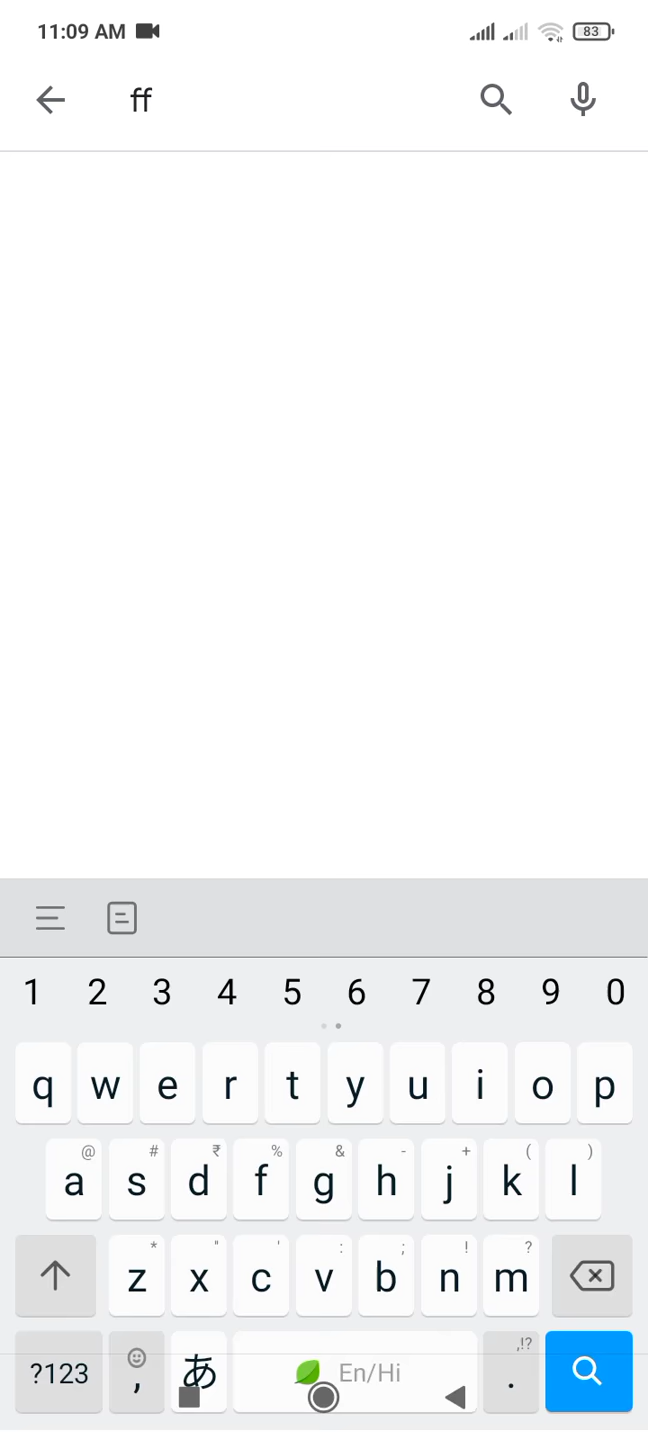 11:09 AM 83
ff
1 2 3 4 5 6 7 8 9 0
q w e r t y u i o p
@ # ₹ % & - + ( )
a s d f g h j k l
* " ' : ; ! ?
z x c v b n m
,!?
?123 , あ En/Hi .